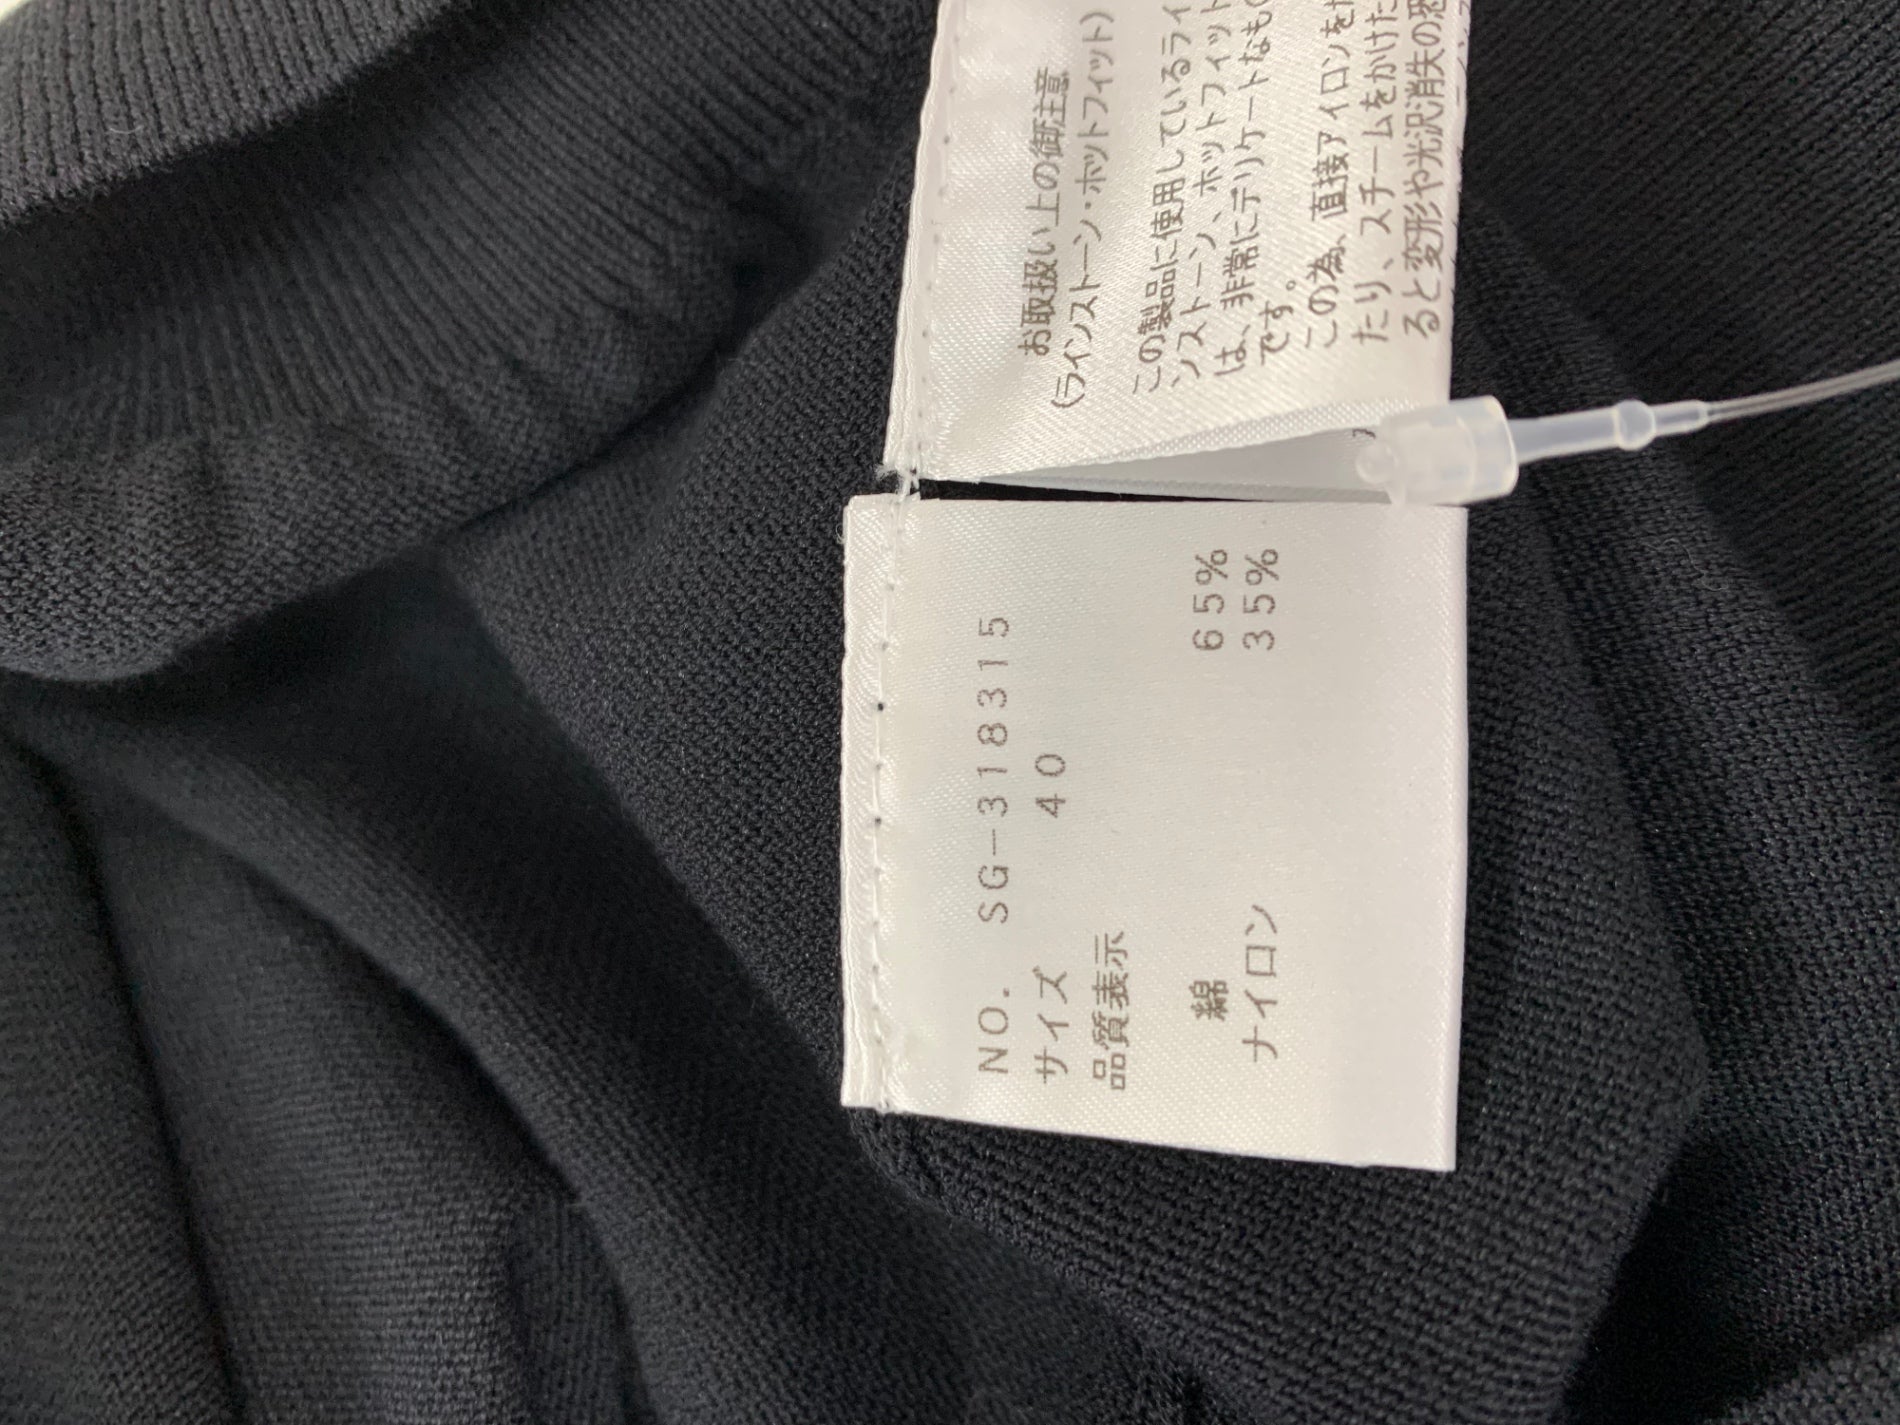 NO. SG-318315
サイズ 40
品質表示
綿 65%
ナイロン 35%
お取扱い上の御注意
(ラインストーン・ホットフィット)
この製品に使用しているライ
ンストーン、ホットフィット
は、非常にデリケートなもの
です。
この為、直接アイロンを
たり、スチームをかけた
ると変形や光沢消失の恐